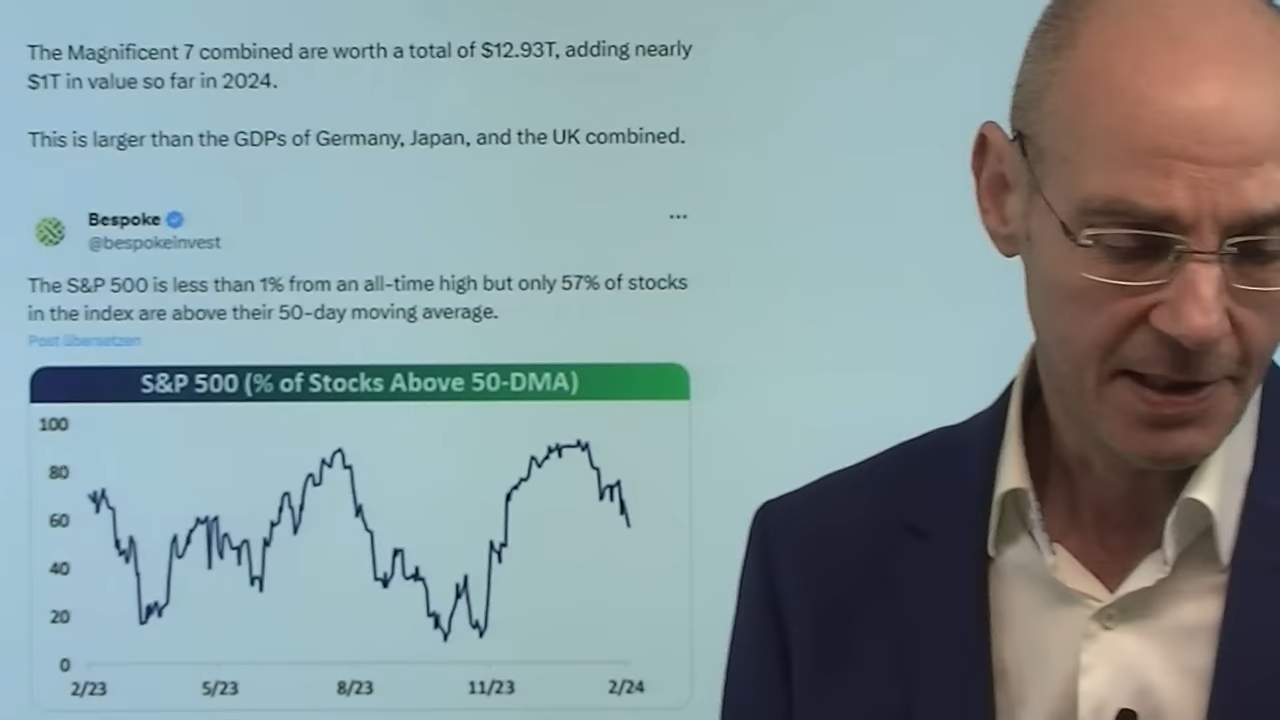 The Magnificent 7 combined are worth a total of $12.93T, adding nearly
$1T in value so far in 2024.
This is larger than the GDPs of Germany, Japan, and the UK combined.
Bespoke
@bespokeinvest
...
The S&P 500 is less than 1% from an all-time high but only 57% of stocks
in the index are above their 50-day moving average.
Post übersetzen
S&P 500 (% of Stocks Above 50-DMA)
100
80
60
40
20
0
2/23 5/23 8/23 11/23 2/24